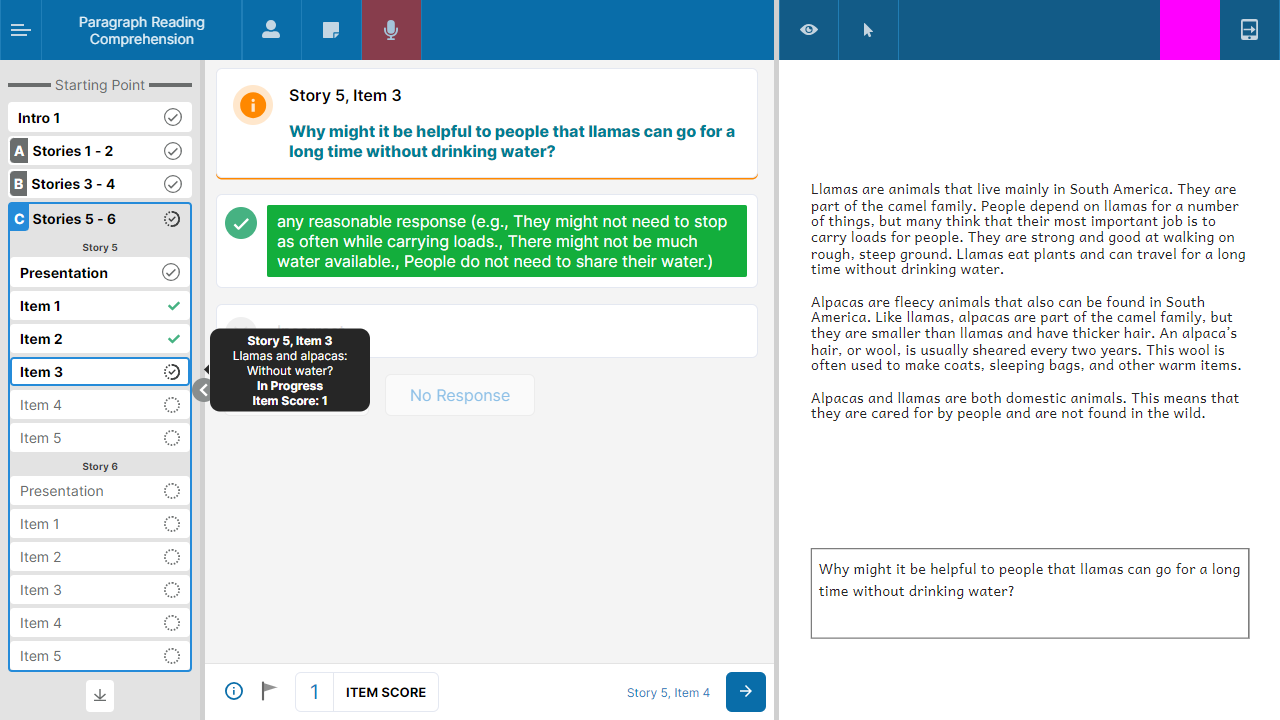 Paragraph Reading
Comprehension
Starting Point
Intro 1
A Stories 1 - 2
B Stories 3 - 4
C Stories 5 - 6
Story 5
Presentation
Item 1
Item 2
Item 3
Item 4
Item 5
Story 6
Presentation
Item 1
Item 2
Item 3
Item 4
Item 5
Story 5, Item 3
Why might it be helpful to people that llamas can go for a
long time without drinking water?
any reasonable response (e.g., They might not need to stop
as often while carrying loads., There might not be much
water available., People do not need to share their water.)
Story 5, Item 3
Llamas and alpacas:
Without water?
In Progress
Item Score: 1
No Response
1 ITEM SCORE
Story 5, Item 4
Llamas are animals that live mainly in South America. They are
part of the camel family. People depend on llamas for a number
of things, but many think that their most important job is to
carry loads for people. They are strong and good at walking on
rough, steep ground. Llamas eat plants and can travel for a long
time without drinking water.
Alpacas are fleecy animals that also can be found in South
America. Like llamas, alpacas are part of the camel family, but
they are smaller than llamas and have thicker hair. An alpaca's
hair, or wool, is usually sheared every two years. This wool is
often used to make coats, sleeping bags, and other warm items.
Alpacas and llamas are both domestic animals. This means that
they are cared for by people and are not found in the wild.
Why might it be helpful to people that llamas can go for a long
time without drinking water?